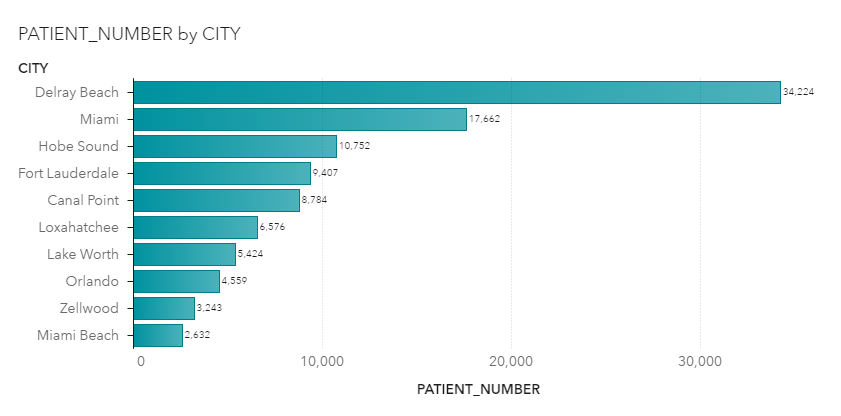 PATIENT_NUMBER by CITY
CITY
Delray Beach 34,224
Miami 17,662
Hobe Sound 10,752
Fort Lauderdale 9,407
Canal Point 8,784
Loxahatchee 6,576
Lake Worth 5,424
Orlando 4,559
Zellwood 3,243
Miami Beach 2,632
0 10,000 20,000 30,000
PATIENT_NUMBER